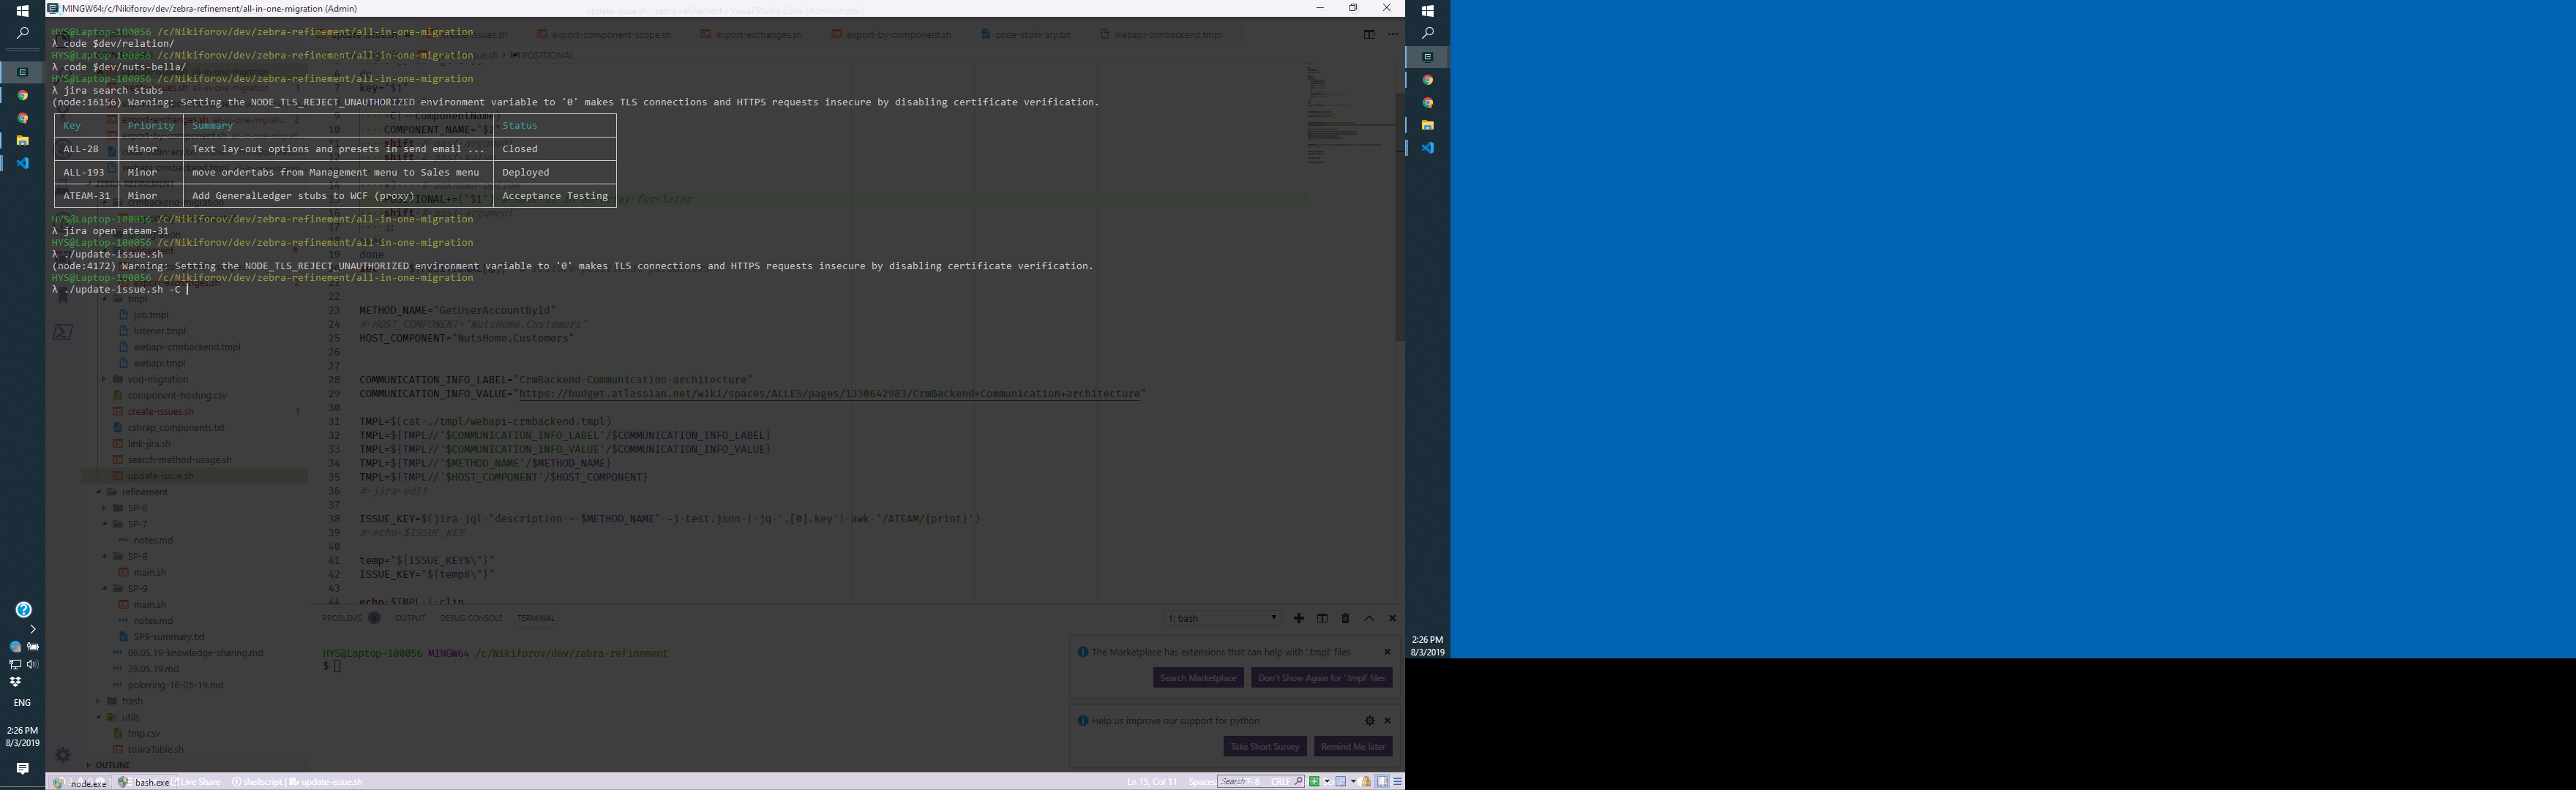 MINGW64:/c/Nikiforov/dev/zebra-refinement/all-in-one-migration (Admin)
update-issue.sh - zebra-refinement - Visual Studio Code [Administrator]
HYS@Laptop-100056 /c/Nikiforov/dev/zebra-refinement/all-in-one-migration
λ code $dev/relation/
HYS@Laptop-100056 /c/Nikiforov/dev/zebra-refinement/all-in-one-migration
λ code $dev/nuts-bella/
HYS@Laptop-100056 /c/Nikiforov/dev/zebra-refinement/all-in-one-migration
λ jira search stubs
(node:16156) Warning: Setting the NODE_TLS_REJECT_UNAUTHORIZED environment variable to '0' makes TLS connections and HTTPS requests insecure by disabling certificate verification.
Key Priority Summary Status
ALL-28 Minor Text lay-out options and presets in send email ... Closed
ALL-193 Minor move ordertabs from Management menu to Sales menu Deployed
ATEAM-31 Minor Add GeneralLedger stubs to WCF (proxy) Acceptance Testing
HYS@Laptop-100056 /c/Nikiforov/dev/zebra-refinement/all-in-one-migration
λ jira open ateam-31
HYS@Laptop-100056 /c/Nikiforov/dev/zebra-refinement/all-in-one-migration
λ ./update-issue.sh
(node:4172) Warning: Setting the NODE_TLS_REJECT_UNAUTHORIZED environment variable to '0' makes TLS connections and HTTPS requests insecure by disabling certificate verification.
HYS@Laptop-100056 /c/Nikiforov/dev/zebra-refinement/all-in-one-migration
λ ./update-issue.sh -C
export-component-scope.sh
export-exchanges.sh
export-by-component.sh
code-stdin-ary.txt
webapi-crmbackend.tmpl
POSITIONAL
key="$1"
10 COMPONENT_NAME="$2"
22
23 METHOD_NAME="GetUserAccountById"
24 # HOST_COMPONENT="NutsHome.Customers"
25 HOST_COMPONENT="NutsHome.Customers"
26
27
28 COMMUNICATION_INFO_LABEL="CrmBackend Communication architecture"
29 COMMUNICATION_INFO_VALUE="https://budget.atlassian.net/wiki/spaces/ALLES/pages/1330642983/CrmBackend+Communication+architecture"
30
31 TMPL=$(cat ./tmpl/webapi-crmbackend.tmpl)
32 TMPL=${TMPL//'$COMMUNICATION_INFO_LABEL'/$COMMUNICATION_INFO_LABEL}
33 TMPL=${TMPL//'$COMMUNICATION_INFO_VALUE'/$COMMUNICATION_INFO_VALUE}
34 TMPL=${TMPL//'$METHOD_NAME'/$METHOD_NAME}
35 TMPL=${TMPL//'$HOST_COMPONENT'/$HOST_COMPONENT}
36 # jira edit
37
38 ISSUE_KEY=$(jira jql "description ~ $METHOD_NAME" -j test.json | jq '.[0].key'| awk '/ATEAM/{print}')
39 # echo $ISSUE_KEY
40
41 temp="${ISSUE_KEY%\"}"
42 ISSUE_KEY="${temp#\"}"
43
44 echo $TMPL | clip
tmpl
job.tmpl
listener.tmpl
webapi-crmbackend.tmpl
webapi.tmpl
vod-migration
component-hosting.csv
create-issues.sh 1
cshrap_components.txt
link-jira.sh
search-method-usage.sh
update-issue.sh
refinement
SP-6
SP-7
notes.md
SP-8
main.sh
SP-9
main.sh
notes.md
SP9-summary.txt
09.05.19-knowledge-sharing.md
29.05.19.md
pokering-16-05-19.md
trash
utils
tmp.csv
toJiraTable.sh
OUTLINE
PROBLEMS OUTPUT DEBUG CONSOLE TERMINAL
1: bash
HYS@Laptop-100056 MINGW64 /c/Nikiforov/dev/zebra-refinement
$
The Marketplace has extensions that can help with '.tmpl' files
Search Marketplace Don't Show Again for '.tmpl' files
Help us improve our support for python
Take Short Survey Remind Me later
node.exe bash.exe Live Share shellscript | update-issue.sh
Ln 15, Col 11 Spaces Search CRLF
ENG
2:26 PM
8/3/2019
2:26 PM
8/3/2019